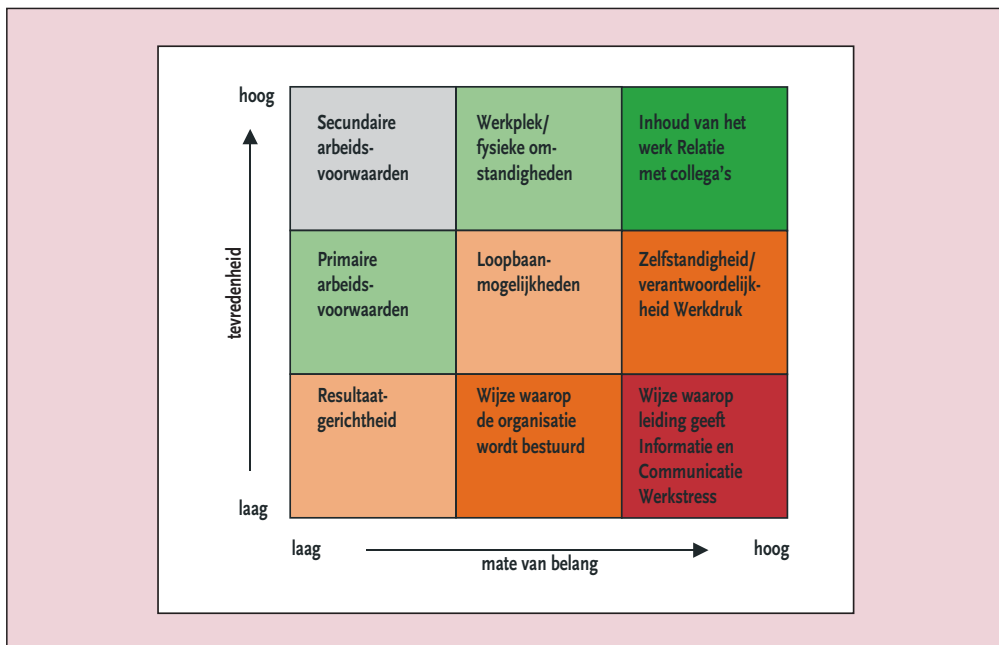 hoog
Secundaire
arbeids-
voorwaarden
Werkplek/
fysieke om-
standigheden
Inhoud van het
werk Relatie
met collega's
tevredenheid
Primaire
arbeids-
voorwaarden
Loopbaan-
mogelijkheden
Zelfstandigheid/
verantwoordelijk-
heid Werkdruk
Resultaat-
gerichtheid
Wijze waarop
de organisatie
wordt bestuurd
Wijze waarop
leiding geeft
Informatie en
Communicatie
Werkstress
laag
laag
mate van belang
hoog